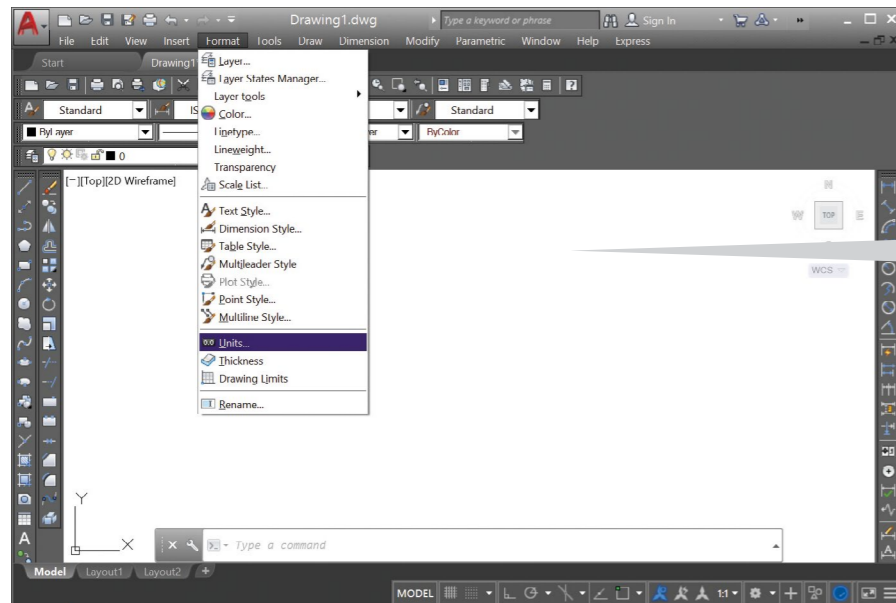 A
Drawing1.dwg
Type a keyword or phrase
Sign In
File Edit View Insert Format Tools Draw Dimension Modify Parametric Window Help Express
Start
Drawing1
Layer...
Layer States Manager...
Layer tools
Color...
Linetype...
Lineweight...
Transparency
Scale List...
Text Style...
Dimension Style...
Table Style...
Multileader Style
Plot Style...
Point Style...
Multiline Style...
0.0 Units...
Thickness
Drawing Limits
Rename...
Standard
IS
Standard
ByLayer
ByColor
0
[-][Top][2D Wireframe]
N
W
TOP
E
WCS
Y
X
Type a command
A
Model Layout1 Layout2 +
MODEL
1:1